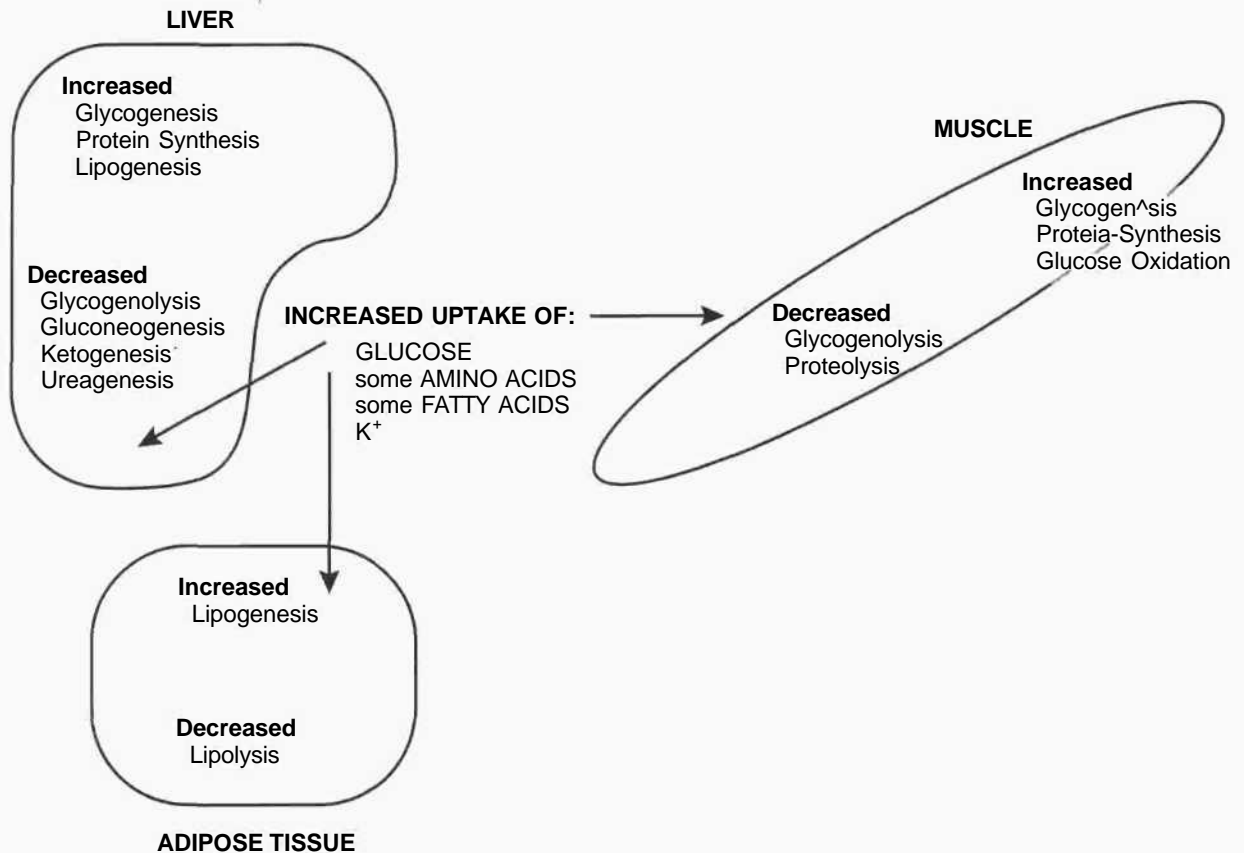 LIVER
Increased
Glycogenesis
Protein Synthesis
Lipogenesis
Decreased
Glycogenolysis
Gluconeogenesis
Ketogenesis
Ureagenesis
INCREASED UPTAKE OF:
GLUCOSE
some AMINO ACIDS
some FATTY ACIDS
K⁺
MUSCLE
Increased
Glycogen^sis
Proteia-Synthesis
Glucose Oxidation
Decreased
Glycogenolysis
Proteolysis
Increased
Lipogenesis
Decreased
Lipolysis
ADIPOSE TISSUE